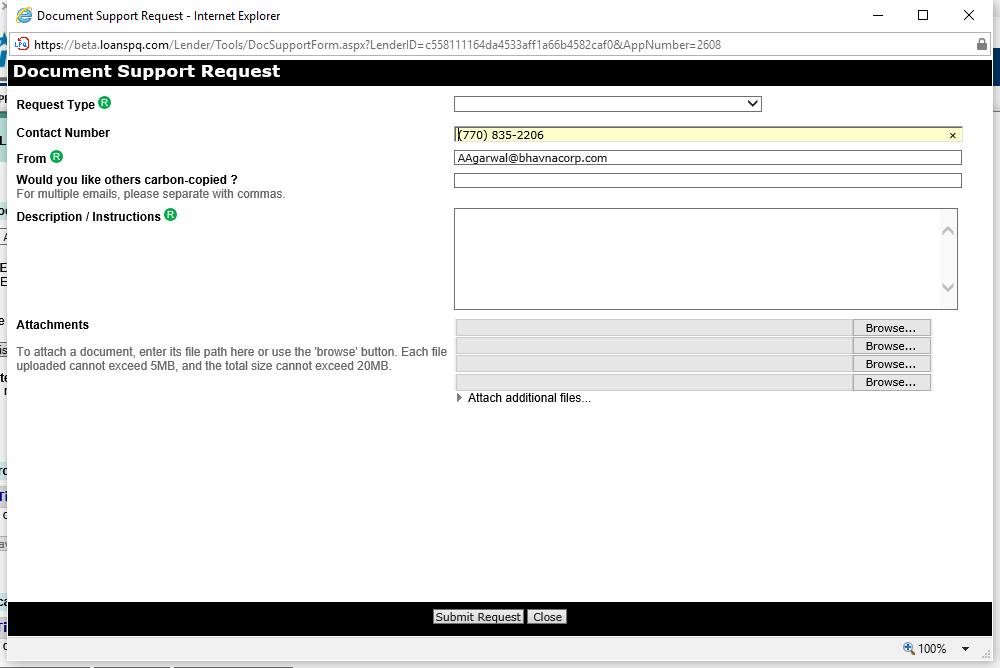 Document Support Request - Internet Explorer
LPQ https://beta.loanspq.com/Lender/Tools/DocSupportForm.aspx?LenderID=c558111164da4533aff1a66b4582caf0&AppNumber=2608
Document Support Request
Request Type R
Contact Number
(770) 835-2206 ×
From R
AAgarwal@bhavnacorp.com
Would you like others carbon-copied ?
For multiple emails, please separate with commas.
Description / Instructions R
Attachments
To attach a document, enter its file path here or use the 'browse' button. Each file
uploaded cannot exceed 5MB, and the total size cannot exceed 20MB.
Browse...
Browse...
Browse...
Browse...
Attach additional files...
Submit Request Close
100%